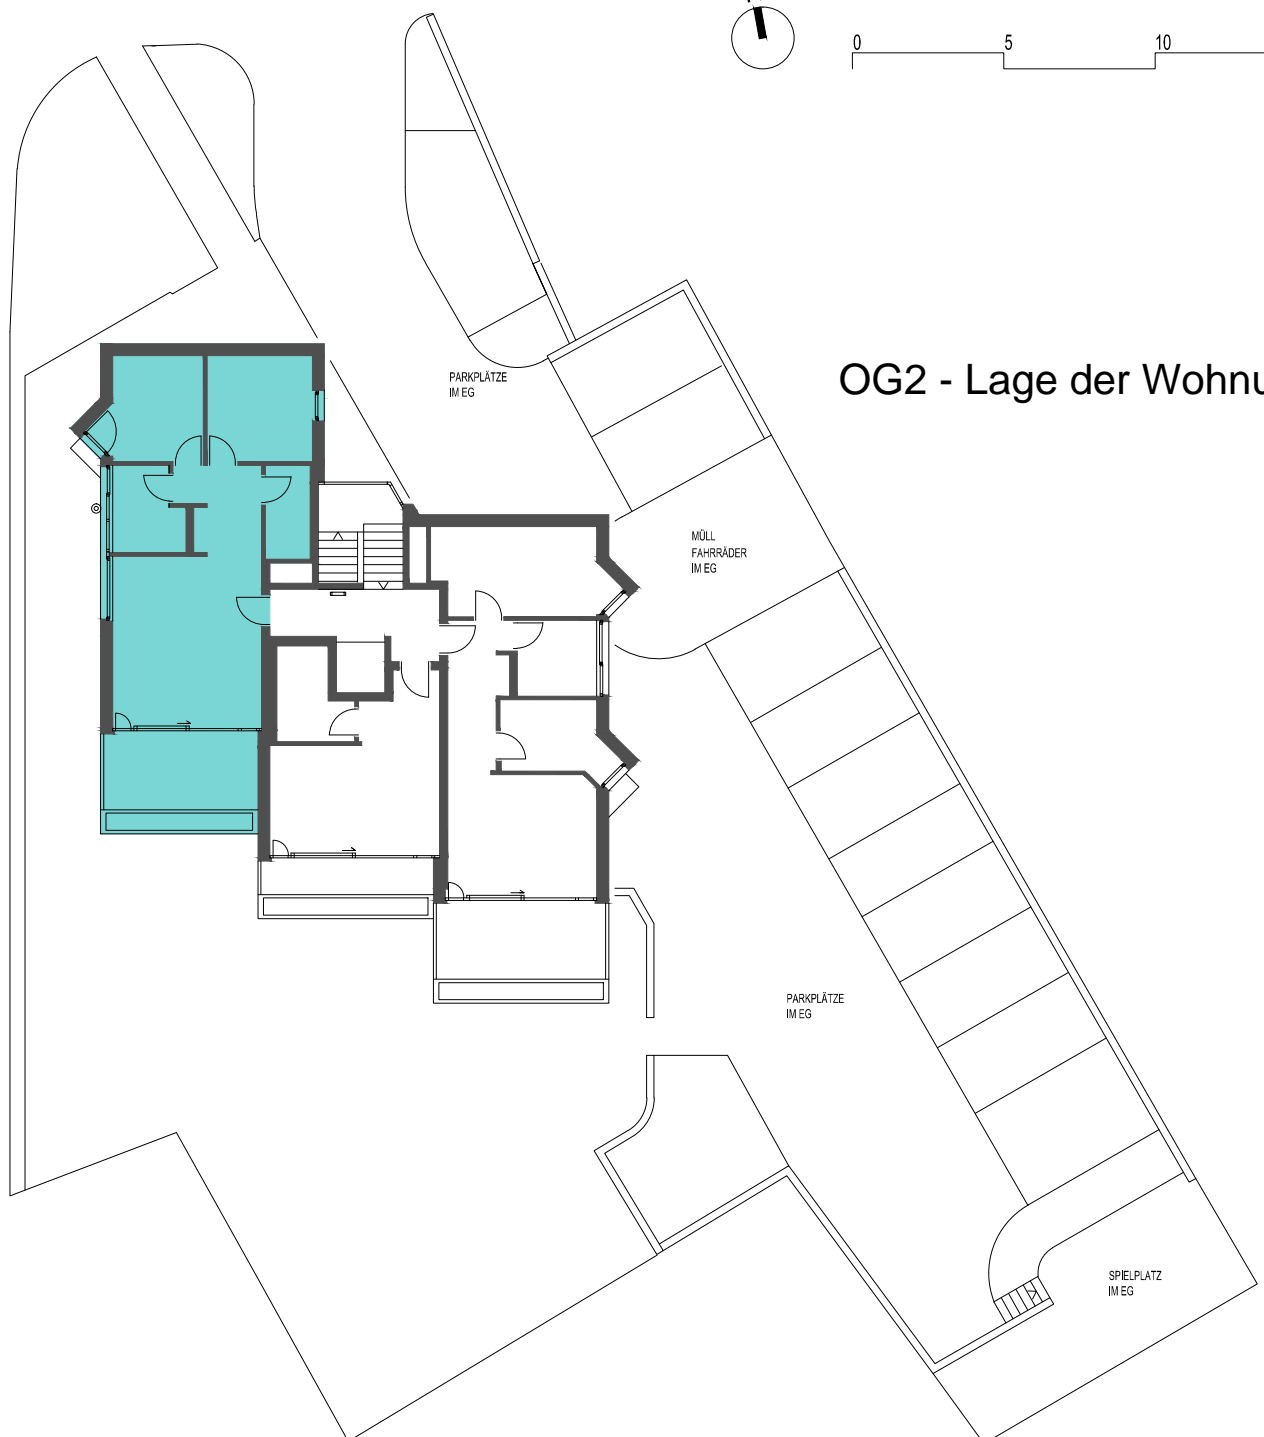 0 5 10
OG2 - Lage der Wohnu
PARKPLÄTZE
IM EG
MÜLL
FAHRRÄDER
IM EG
PARKPLÄTZE
IM EG
SPIELPLATZ
IM EG